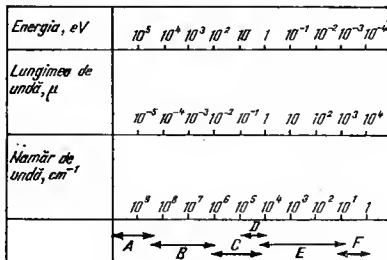 Energia, eV
10⁵ 10⁴ 10³ 10² 10 1 10⁻¹ 10⁻² 10⁻³ 10⁻⁴
Lungimea de
undă, μ
10⁻⁵ 10⁻⁴ 10⁻³ 10⁻² 10⁻¹ 1 10 10² 10³ 10⁴
Număr de
undă, cm⁻¹
10⁹ 10⁸ 10⁷ 10⁶ 10⁵ 10⁴ 10³ 10² 10¹ 1
D
A B C E F